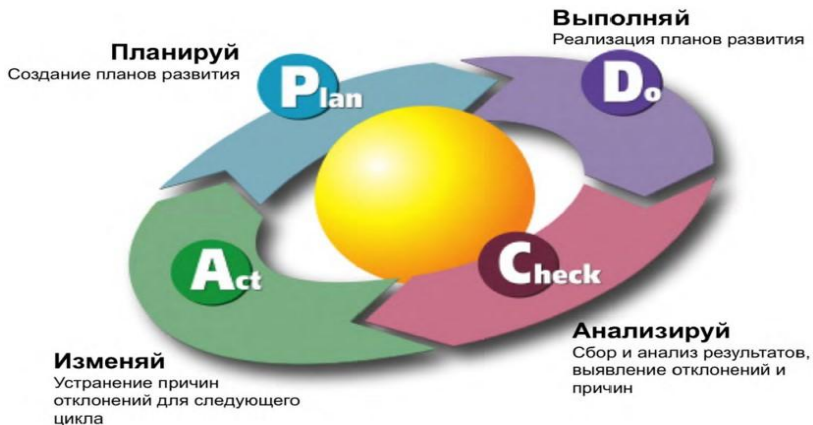 Планируй
Создание планов развития
Plan
Выполняй
Реализация планов развития
Do
Check
Анализируй
Сбор и анализ результатов,
выявление отклонений и
причин
Act
Изменяй
Устранение причин
отклонений для следующего
цикла